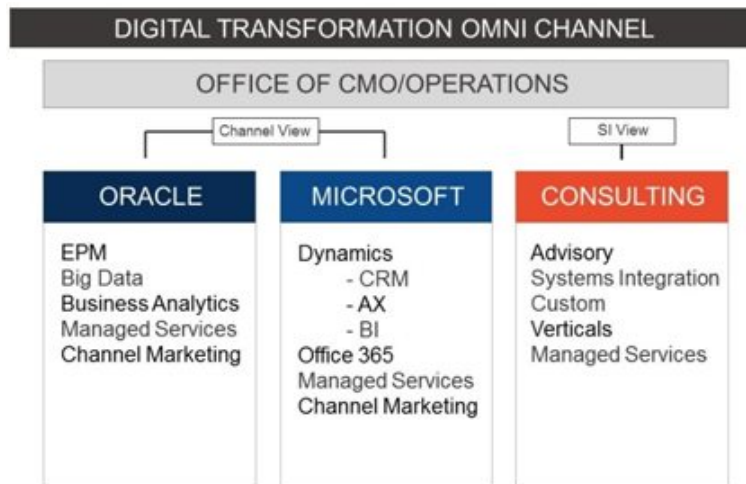 DIGITAL TRANSFORMATION OMNI CHANNEL
OFFICE OF CMO/OPERATIONS
Channel View
SI View
ORACLE
EPM
Big Data
Business Analytics
Managed Services
Channel Marketing
MICROSOFT
Dynamics
- CRM
- AX
- BI
Office 365
Managed Services
Channel Marketing
CONSULTING
Advisory
Systems Integration
Custom
Verticals
Managed Services